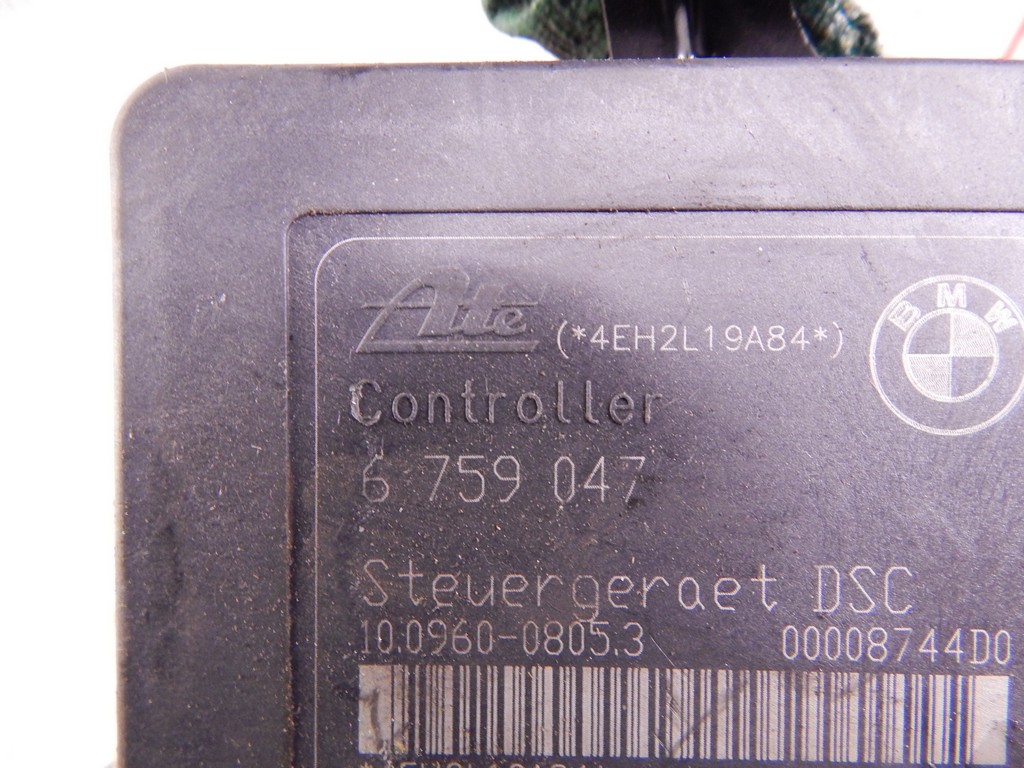 Ate (*4EH2L19A84*) BMW
Controller
6 759 047
Steuergeraet DSC
10.0960-0805.3 00008744D0